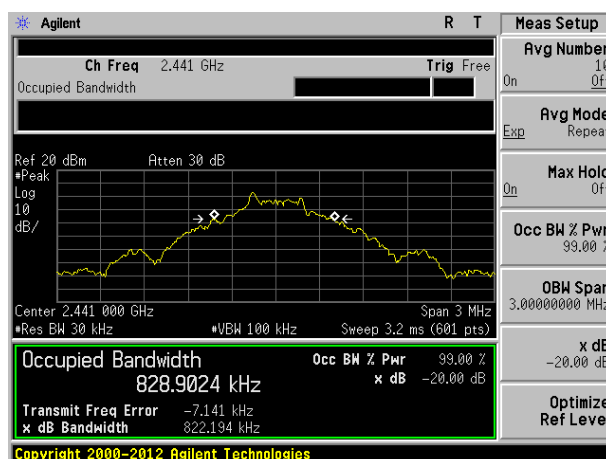 Agilent R T
Ch Freq 2.441 GHz Trig Free
Occupied Bandwidth
Ref 20 dBm Atten 30 dB
#Peak
Log
10
dB/
Center 2.441 000 GHz Span 3 MHz
#Res BW 30 kHz #VBW 100 kHz Sweep 3.2 ms (601 pts)
Occupied Bandwidth Occ BW % Pwr 99.00 %
828.9024 kHz x dB -20.00 dB
Transmit Freq Error -7.141 kHz
x dB Bandwidth 822.194 kHz
Copyright 2000-2012 Agilent Technologies
Meas Setup
Avg Number
10
On Of
Avg Mode
Exp Repea
Max Hold
On Of
Occ BW % Pwr
99.00 %
OBW Span
3.00000000 MHz
x dB
-20.00 dB
Optimize
Ref Leve